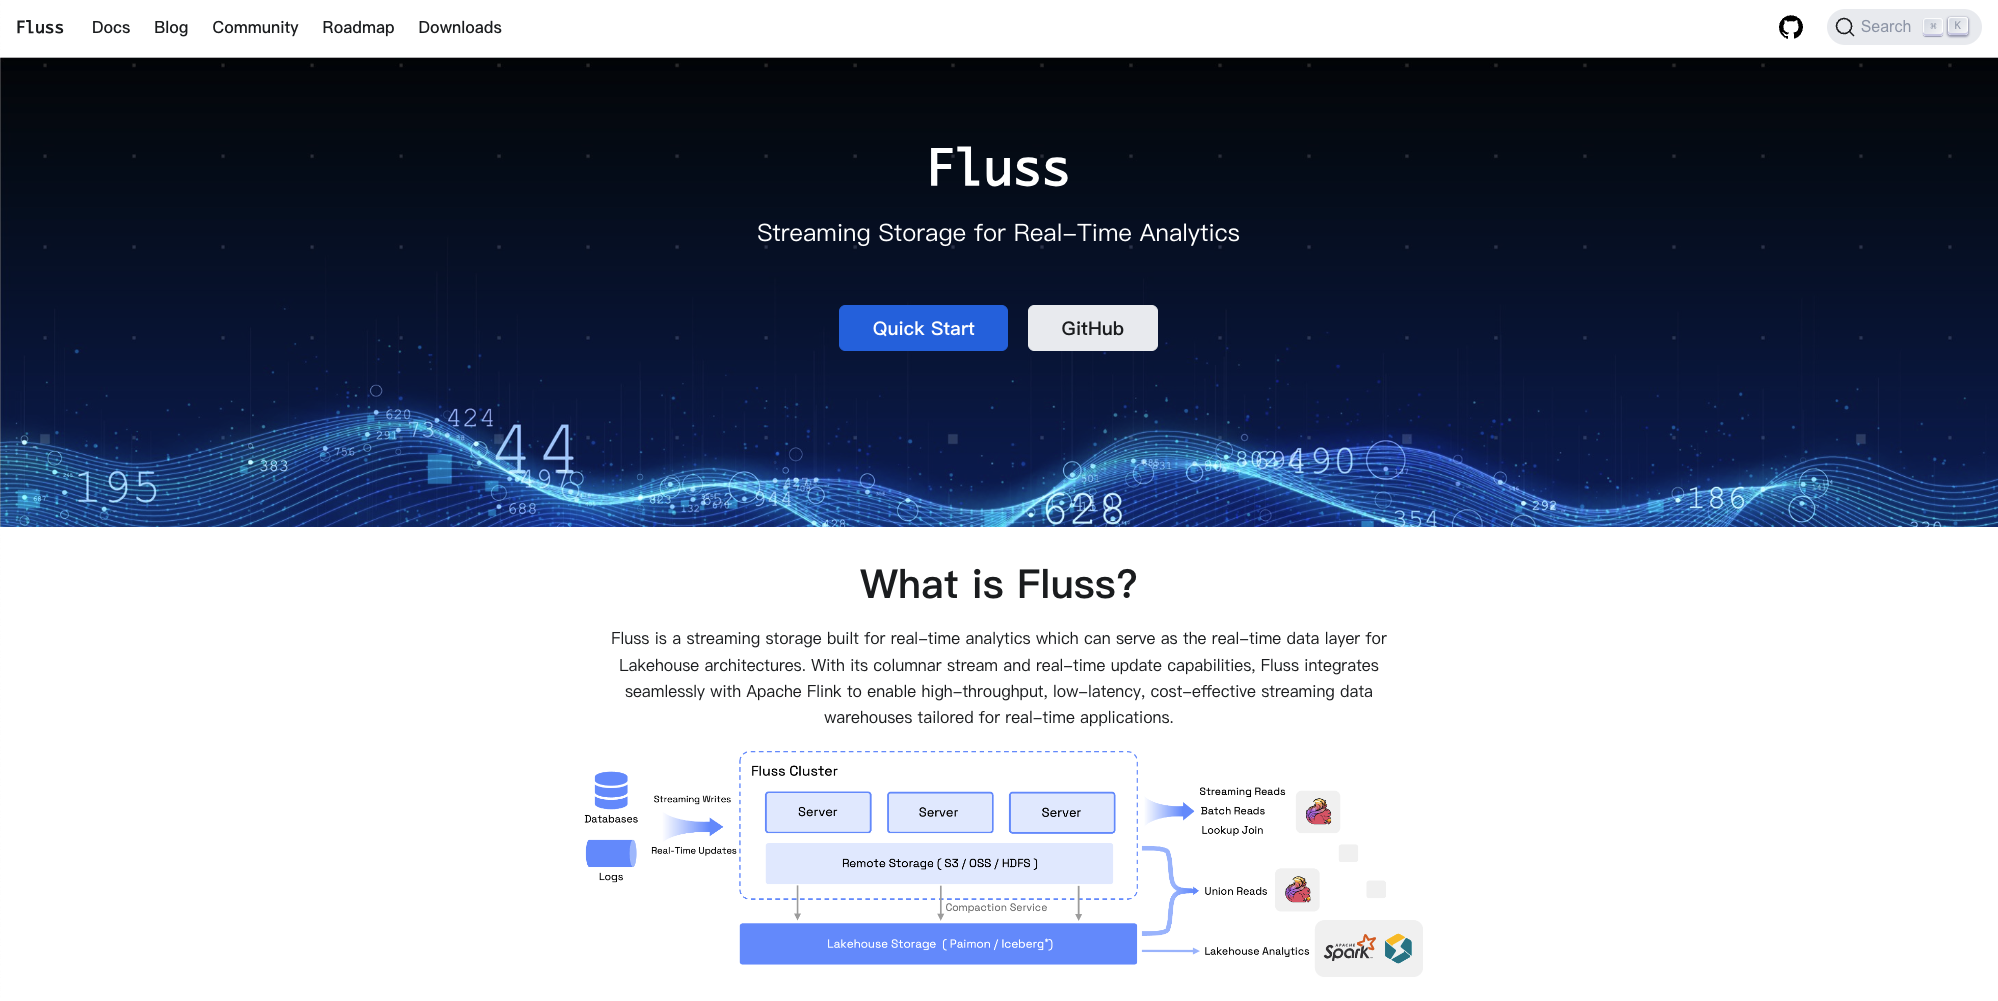 Fluss Docs Blog Community Roadmap Downloads Search ⌘ K
Fluss
Streaming Storage for Real-Time Analytics
Quick Start GitHub
424
620
73
291
44
756
383
195
497
688
652
944
628
490
354
292
186
What is Fluss?
Fluss is a streaming storage built for real-time analytics which can serve as the real-time data layer for
Lakehouse architectures. With its columnar stream and real-time update capabilities, Fluss integrates
seamlessly with Apache Flink to enable high-throughput, low-latency, cost-effective streaming data
warehouses tailored for real-time applications.
Fluss Cluster
Databases
Logs
Streaming Writes
Real-Time Updates
Server Server Server
Remote Storage ( S3 / OSS / HDFS )
Compaction Service
Lakehouse Storage ( Paimon / Iceberg*)
Streaming Reads
Batch Reads
Lookup Join
Union Reads
Lakehouse Analytics
APACHE
Spark